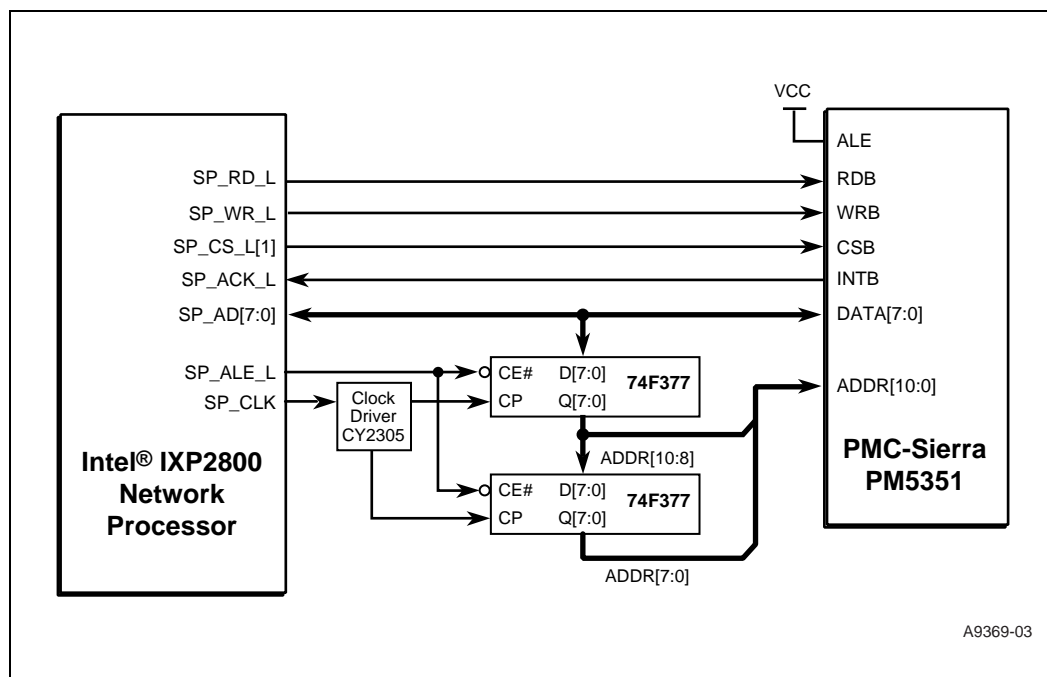 VCC
ALE
SP_RD_L
RDB
SP_WR_L
WRB
SP_CS_L[1]
CSB
SP_ACK_L
INTB
SP_AD[7:0]
DATA[7:0]
SP_ALE_L
CE# D[7:0] 74F377
CP Q[7:0]
ADDR[10:0]
SP_CLK
Clock
Driver
CY2305
ADDR[10:8]
Intel® IXP2800
Network
Processor
PMC-Sierra
PM5351
CE# D[7:0] 74F377
CP Q[7:0]
ADDR[7:0]
A9369-03